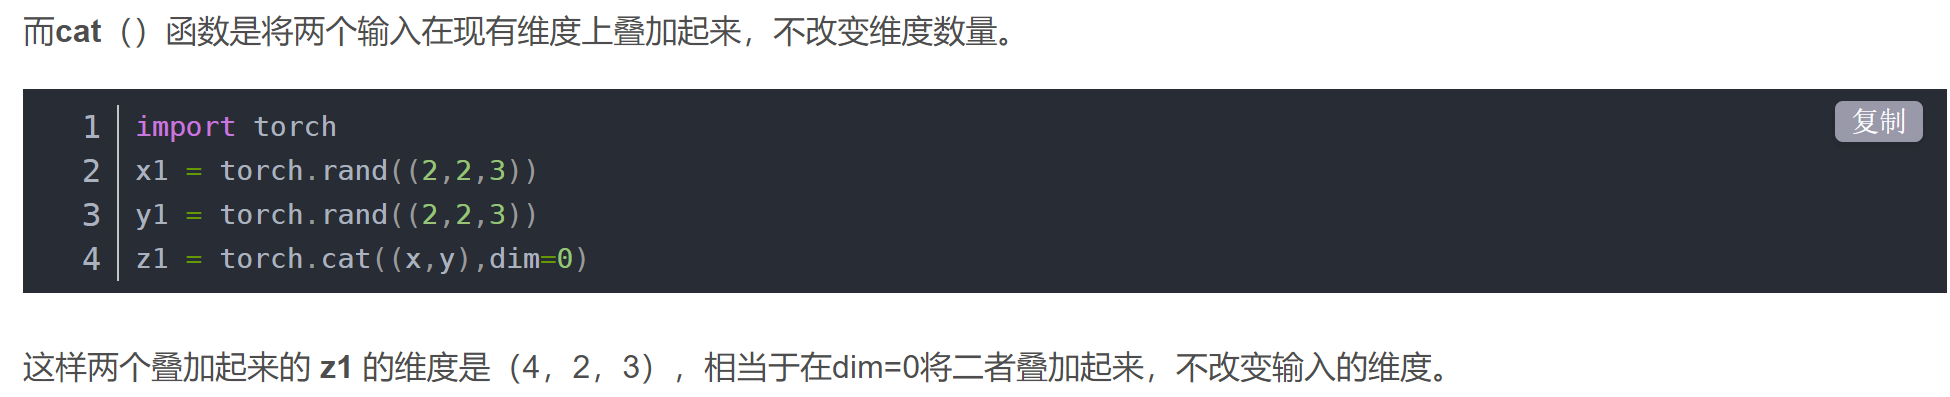 而cat（）函数是将两个输入在现有维度上叠加起来，不改变维度数量。
复制
1 import torch
2 x1 = torch.rand((2,2,3))
3 y1 = torch.rand((2,2,3))
4 z1 = torch.cat((x,y),dim=0)
这样两个叠加起来的 z1 的维度是（4，2，3），相当于在dim=0将二者叠加起来，不改变输入的维度。